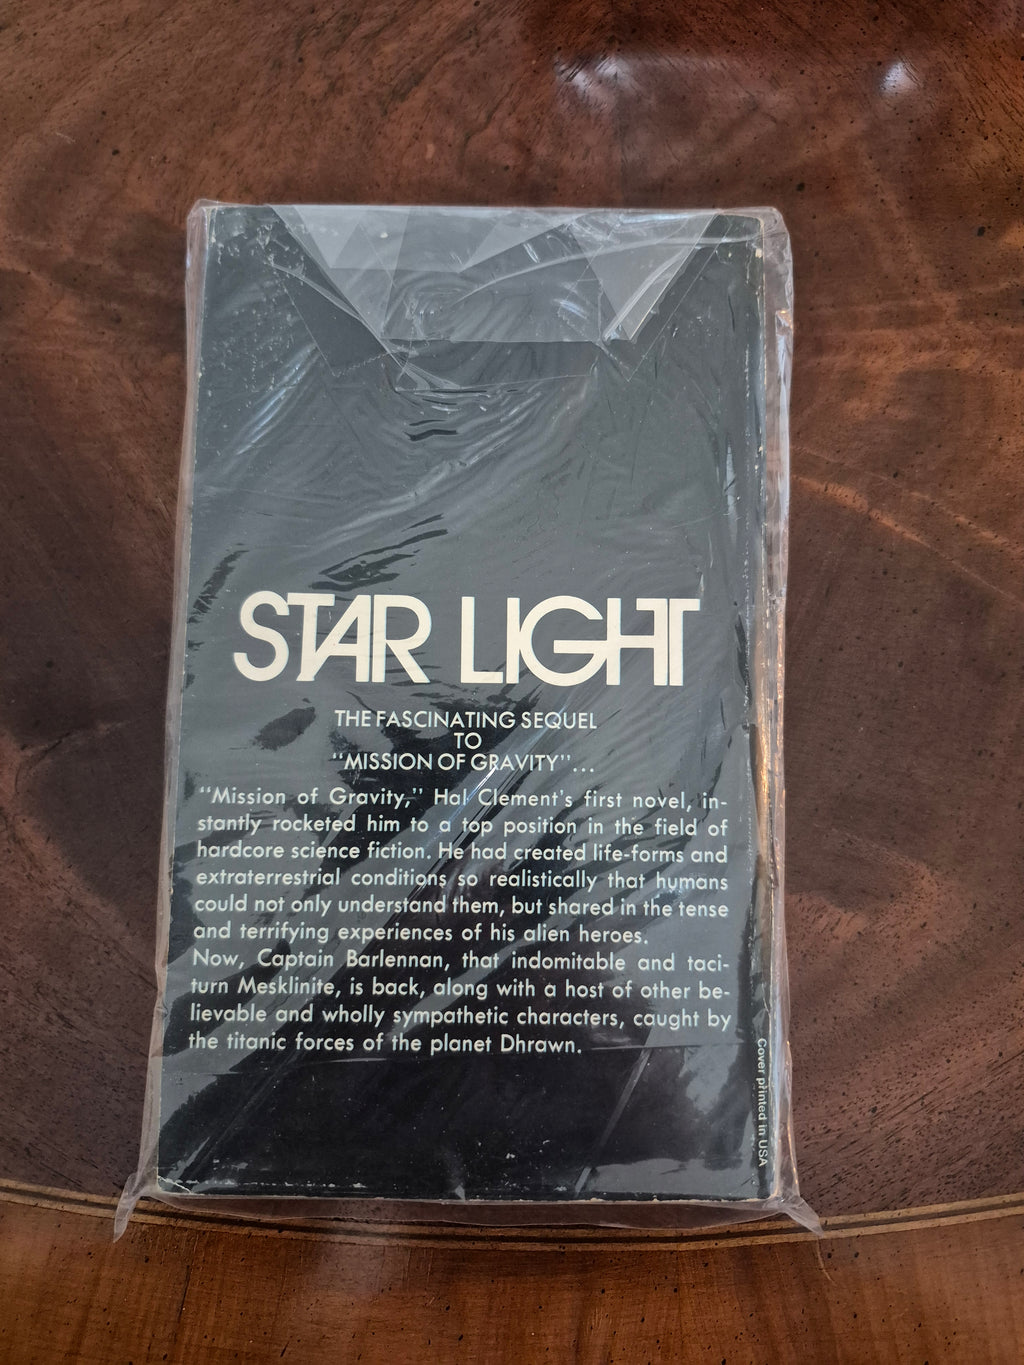 STAR LIGHT
THE FASCINATING SEQUEL
TO
"MISSION OF GRAVITY"...
"Mission of Gravity," Hal Clement's first novel, in-
stantly rocketed him to a top position in the field of
hardcore science fiction. He had created life-forms and
extraterrestrial conditions so realistically that humans
could not only understand them, but shared in the tense
and terrifying experiences of his alien heroes.
Now, Captain Barlennan, that indomitable and taci-
turn Mesklinite, is back, along with a host of other be-
lievable and wholly sympathetic characters, caught by
the titanic forces of the planet Dhrawn.
Cover printed in USA